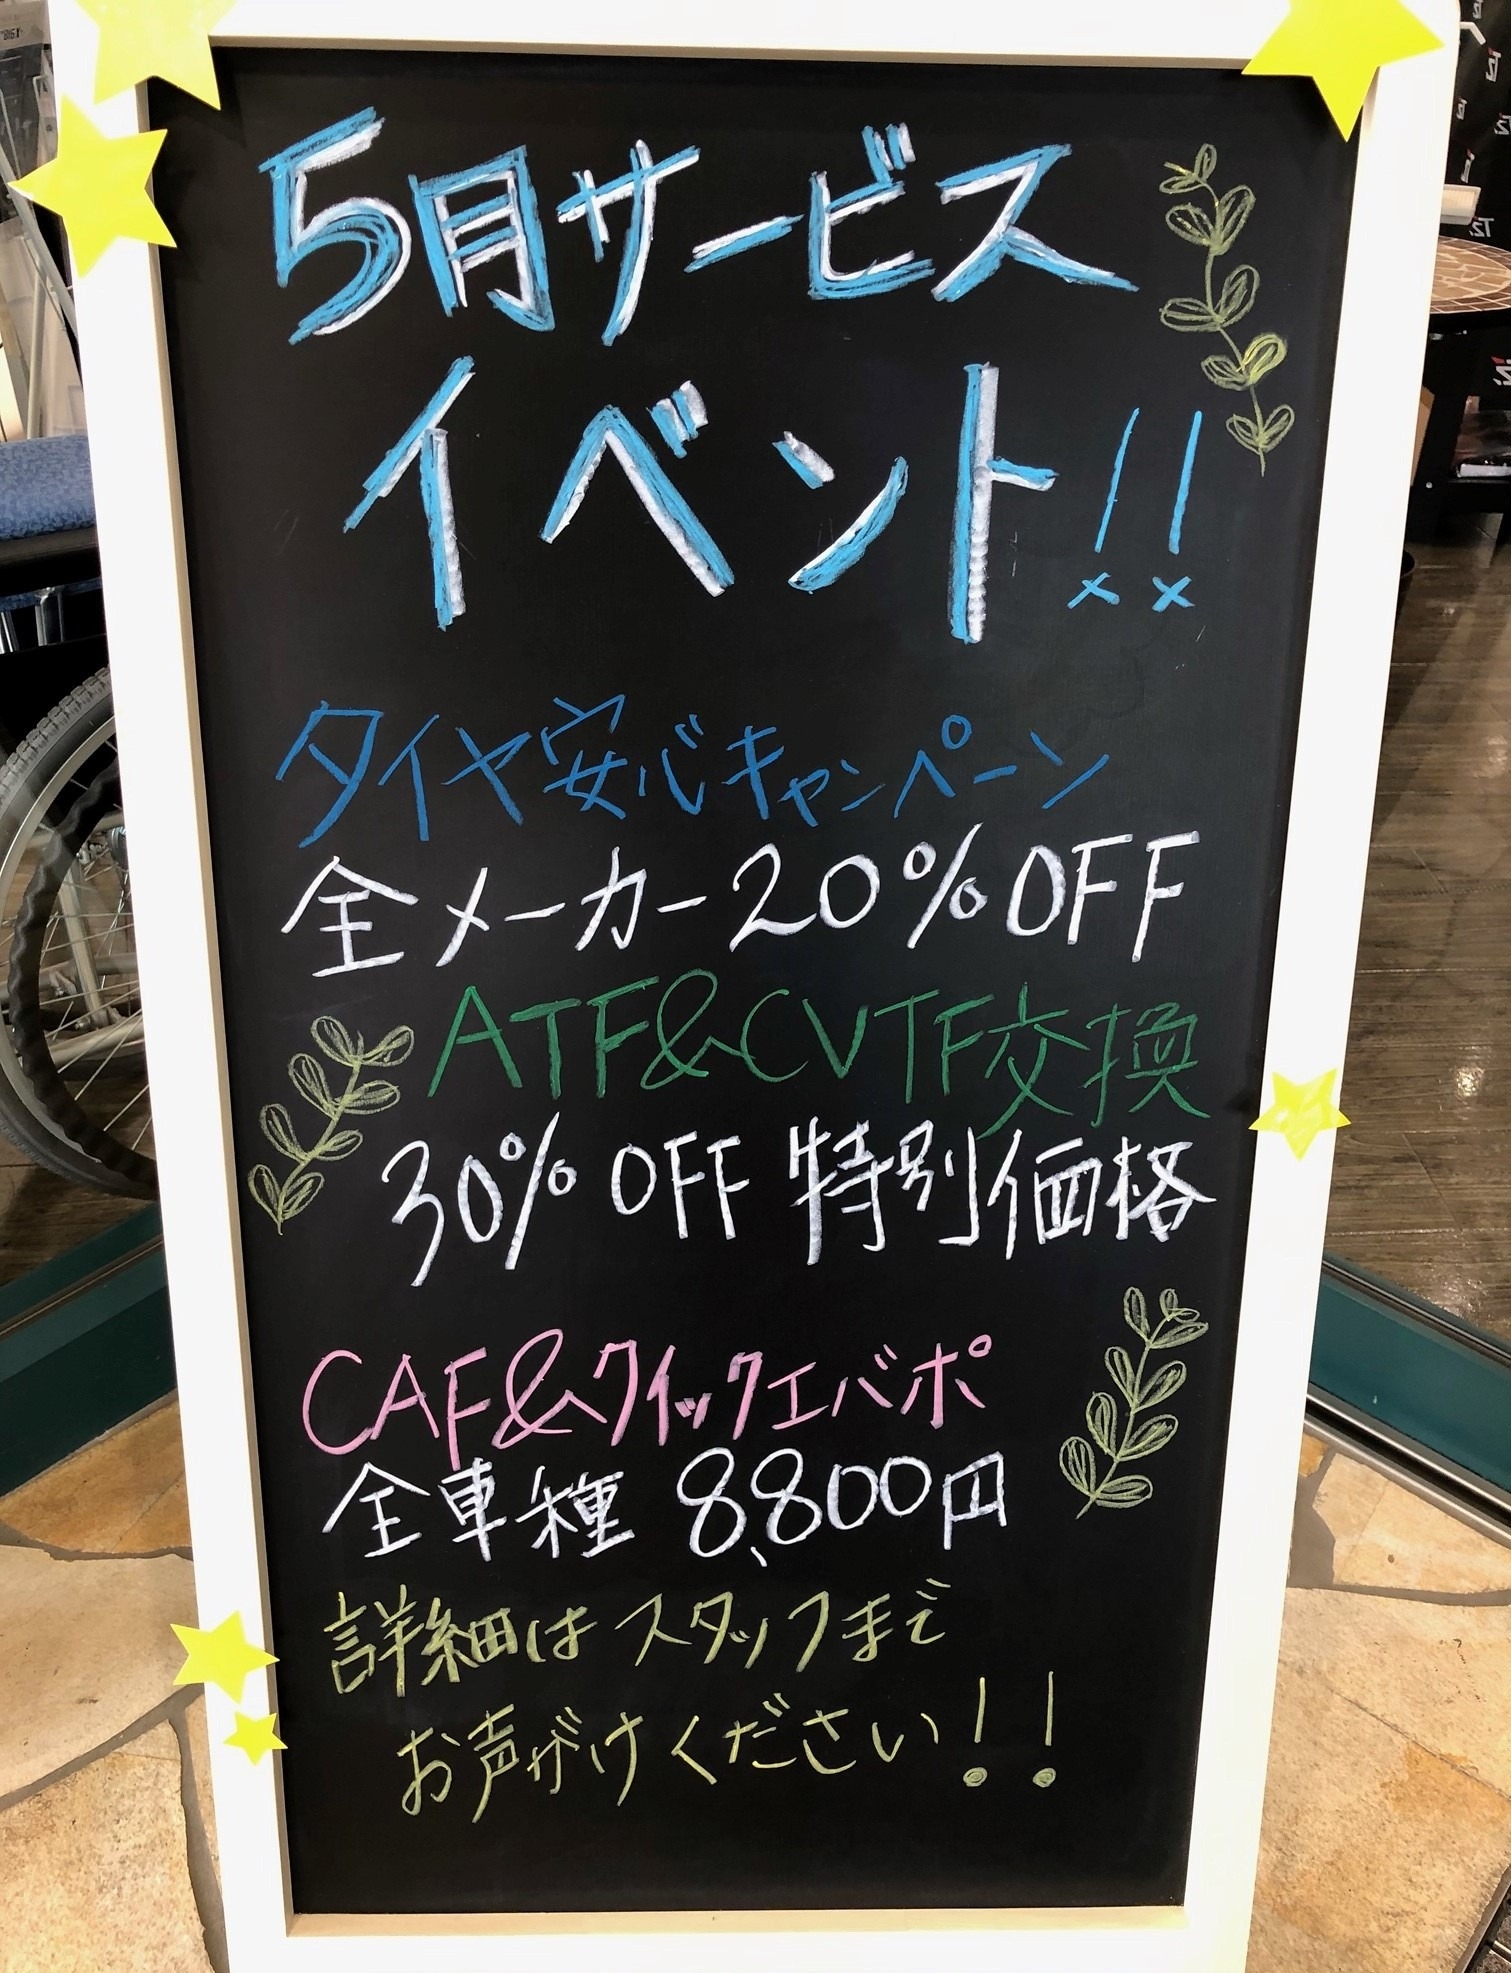 5月サービス
イベント!!
タイヤ安心キャンペーン
全メーカー20%OFF
ATF&CVTF交換
30%OFF 特別価格
CAF&クイックエバポ
全車種 8,800円
詳細はスタッフまで
お声がけください!!